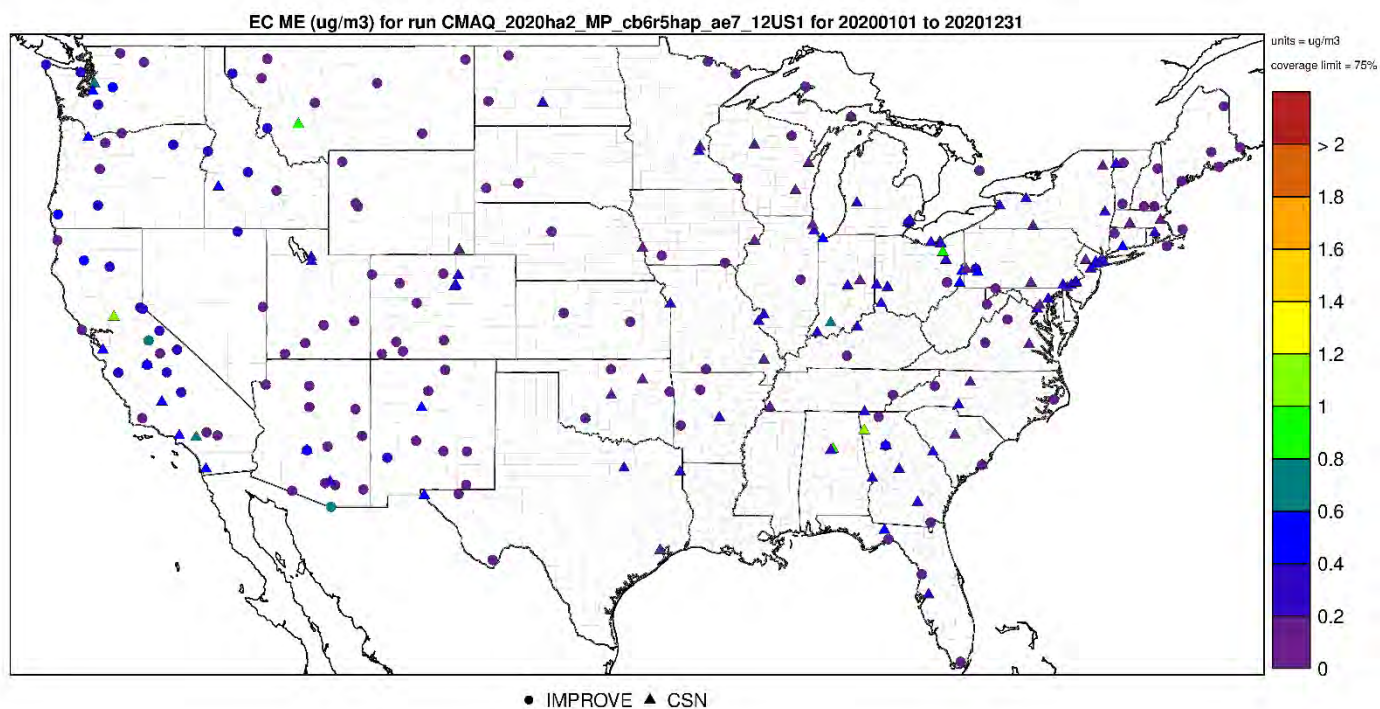 EC ME (ug/m3) for run CMAQ_2020ha2_MP_cb6r5hap_ae7_12US1 for 20200101 to 20201231
units = ug/m3
coverage limit = 75%
> 2
1.8
1.6
1.4
1.2
1
0.8
0.6
0.4
0.2
0
● IMPROVE ▲ CSN